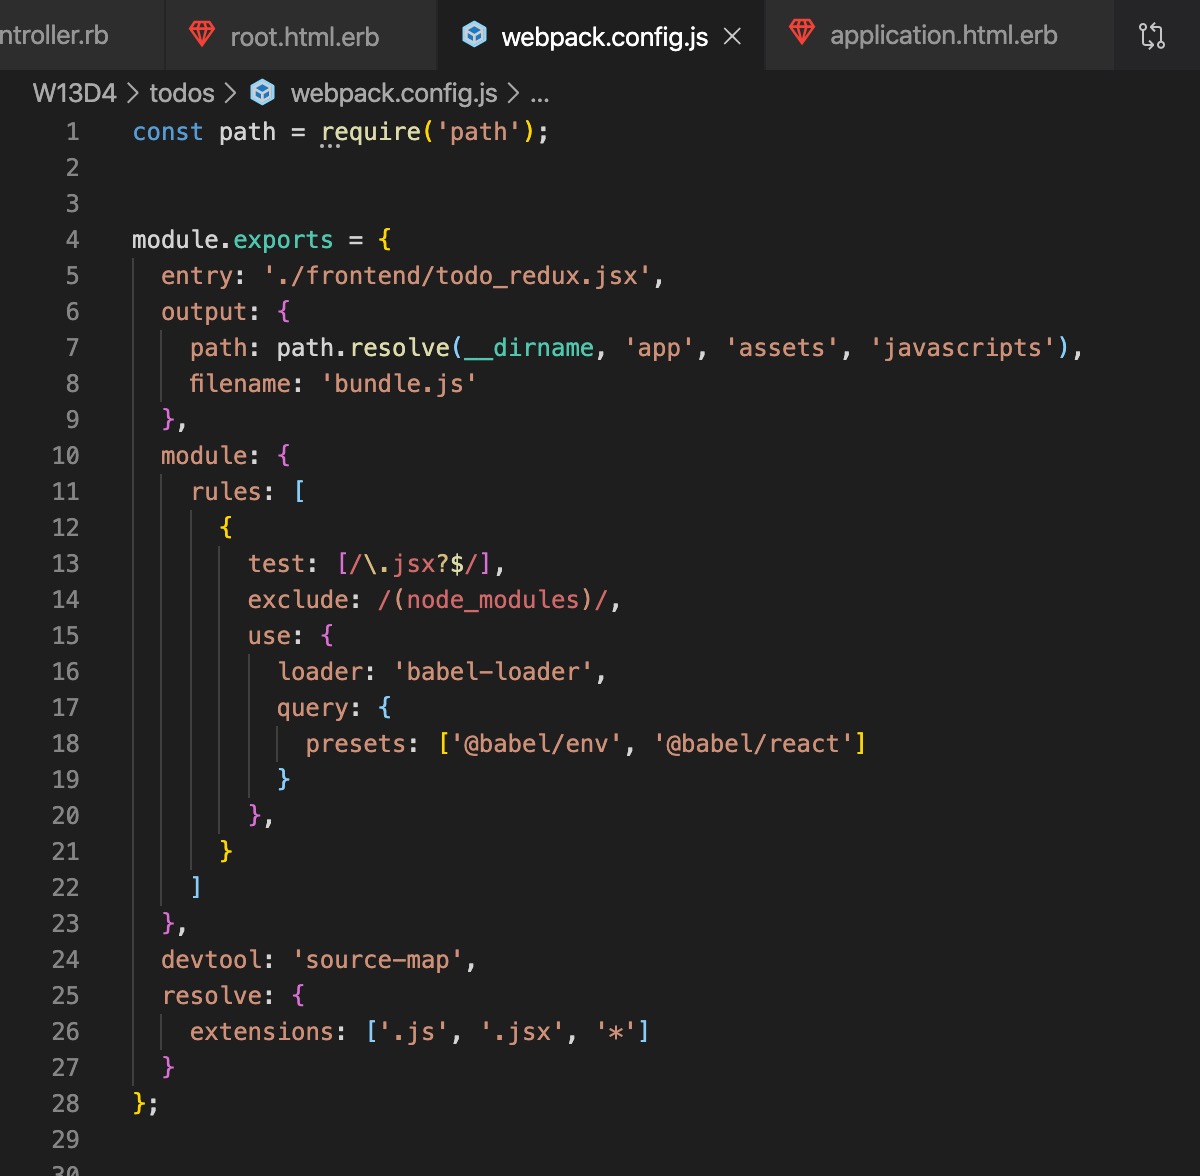 ntroller.rb root.html.erb webpack.config.js application.html.erb
W13D4 > todos > webpack.config.js > ...
1 const path = require('path');
2
3
4 module.exports = {
5 entry: './frontend/todo_redux.jsx',
6 output: {
7 path: path.resolve(__dirname, 'app', 'assets', 'javascripts'),
8 filename: 'bundle.js'
9 },
10 module: {
11 rules: [
12 {
13 test: [/\.jsx?$/],
14 exclude: /(node_modules)/,
15 use: {
16 loader: 'babel-loader',
17 query: {
18 presets: ['@babel/env', '@babel/react']
19 }
20 },
21 }
22 ]
23 },
24 devtool: 'source-map',
25 resolve: {
26 extensions: ['.js', '.jsx', '*']
27 }
28 };
29
30